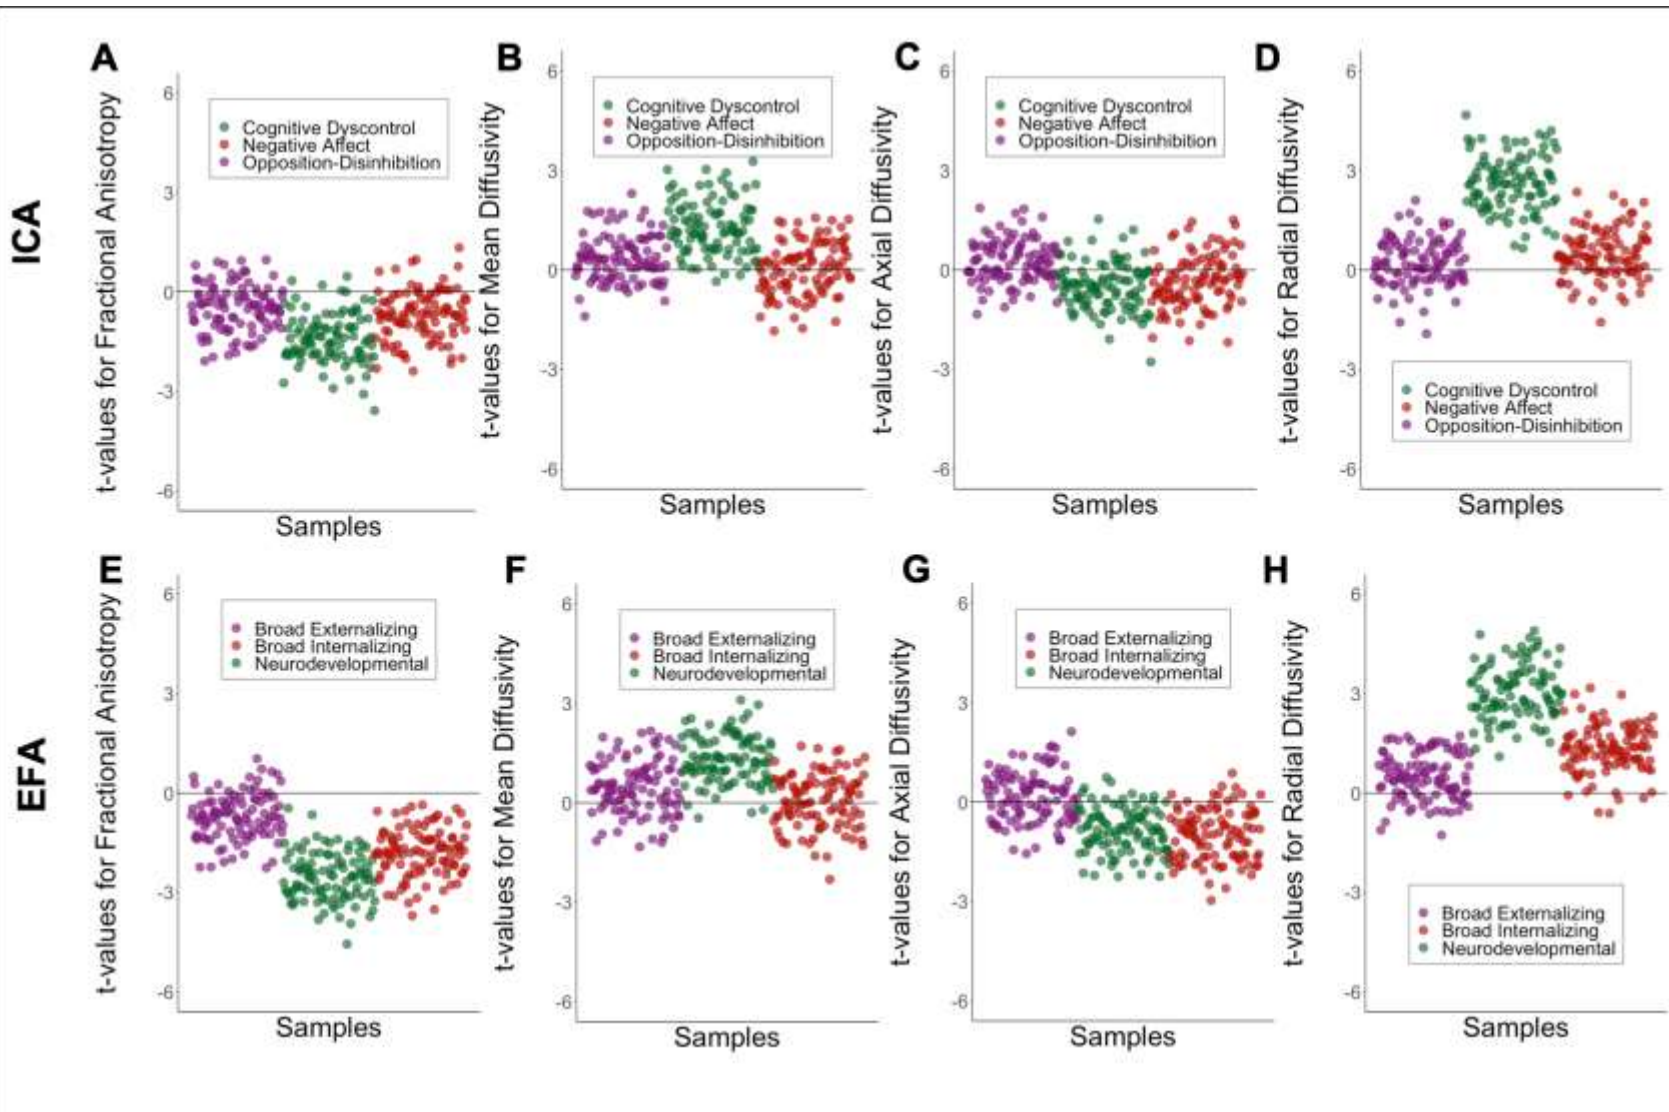 A
B
C
D
ICA
t-values for Fractional Anisotropy
6
3
0
-3
-6
Cognitive Dyscontrol
Negative Affect
Opposition-Disinhibition
Samples
t-values for Mean Diffusivity
6
3
0
-3
-6
Cognitive Dyscontrol
Negative Affect
Opposition-Disinhibition
Samples
t-values for Axial Diffusivity
6
3
0
-3
-6
Cognitive Dyscontrol
Negative Affect
Opposition-Disinhibition
Samples
t-values for Radial Diffusivity
6
3
0
-3
-6
Cognitive Dyscontrol
Negative Affect
Opposition-Disinhibition
Samples
E
F
G
H
EFA
t-values for Fractional Anisotropy
6
3
0
-3
-6
Broad Externalizing
Broad Internalizing
Neurodevelopmental
Samples
t-values for Mean Diffusivity
6
3
0
-3
-6
Broad Externalizing
Broad Internalizing
Neurodevelopmental
Samples
t-values for Axial Diffusivity
6
3
0
-3
-6
Broad Externalizing
Broad Internalizing
Neurodevelopmental
Samples
t-values for Radial Diffusivity
6
3
0
-3
-6
Broad Externalizing
Broad Internalizing
Neurodevelopmental
Samples